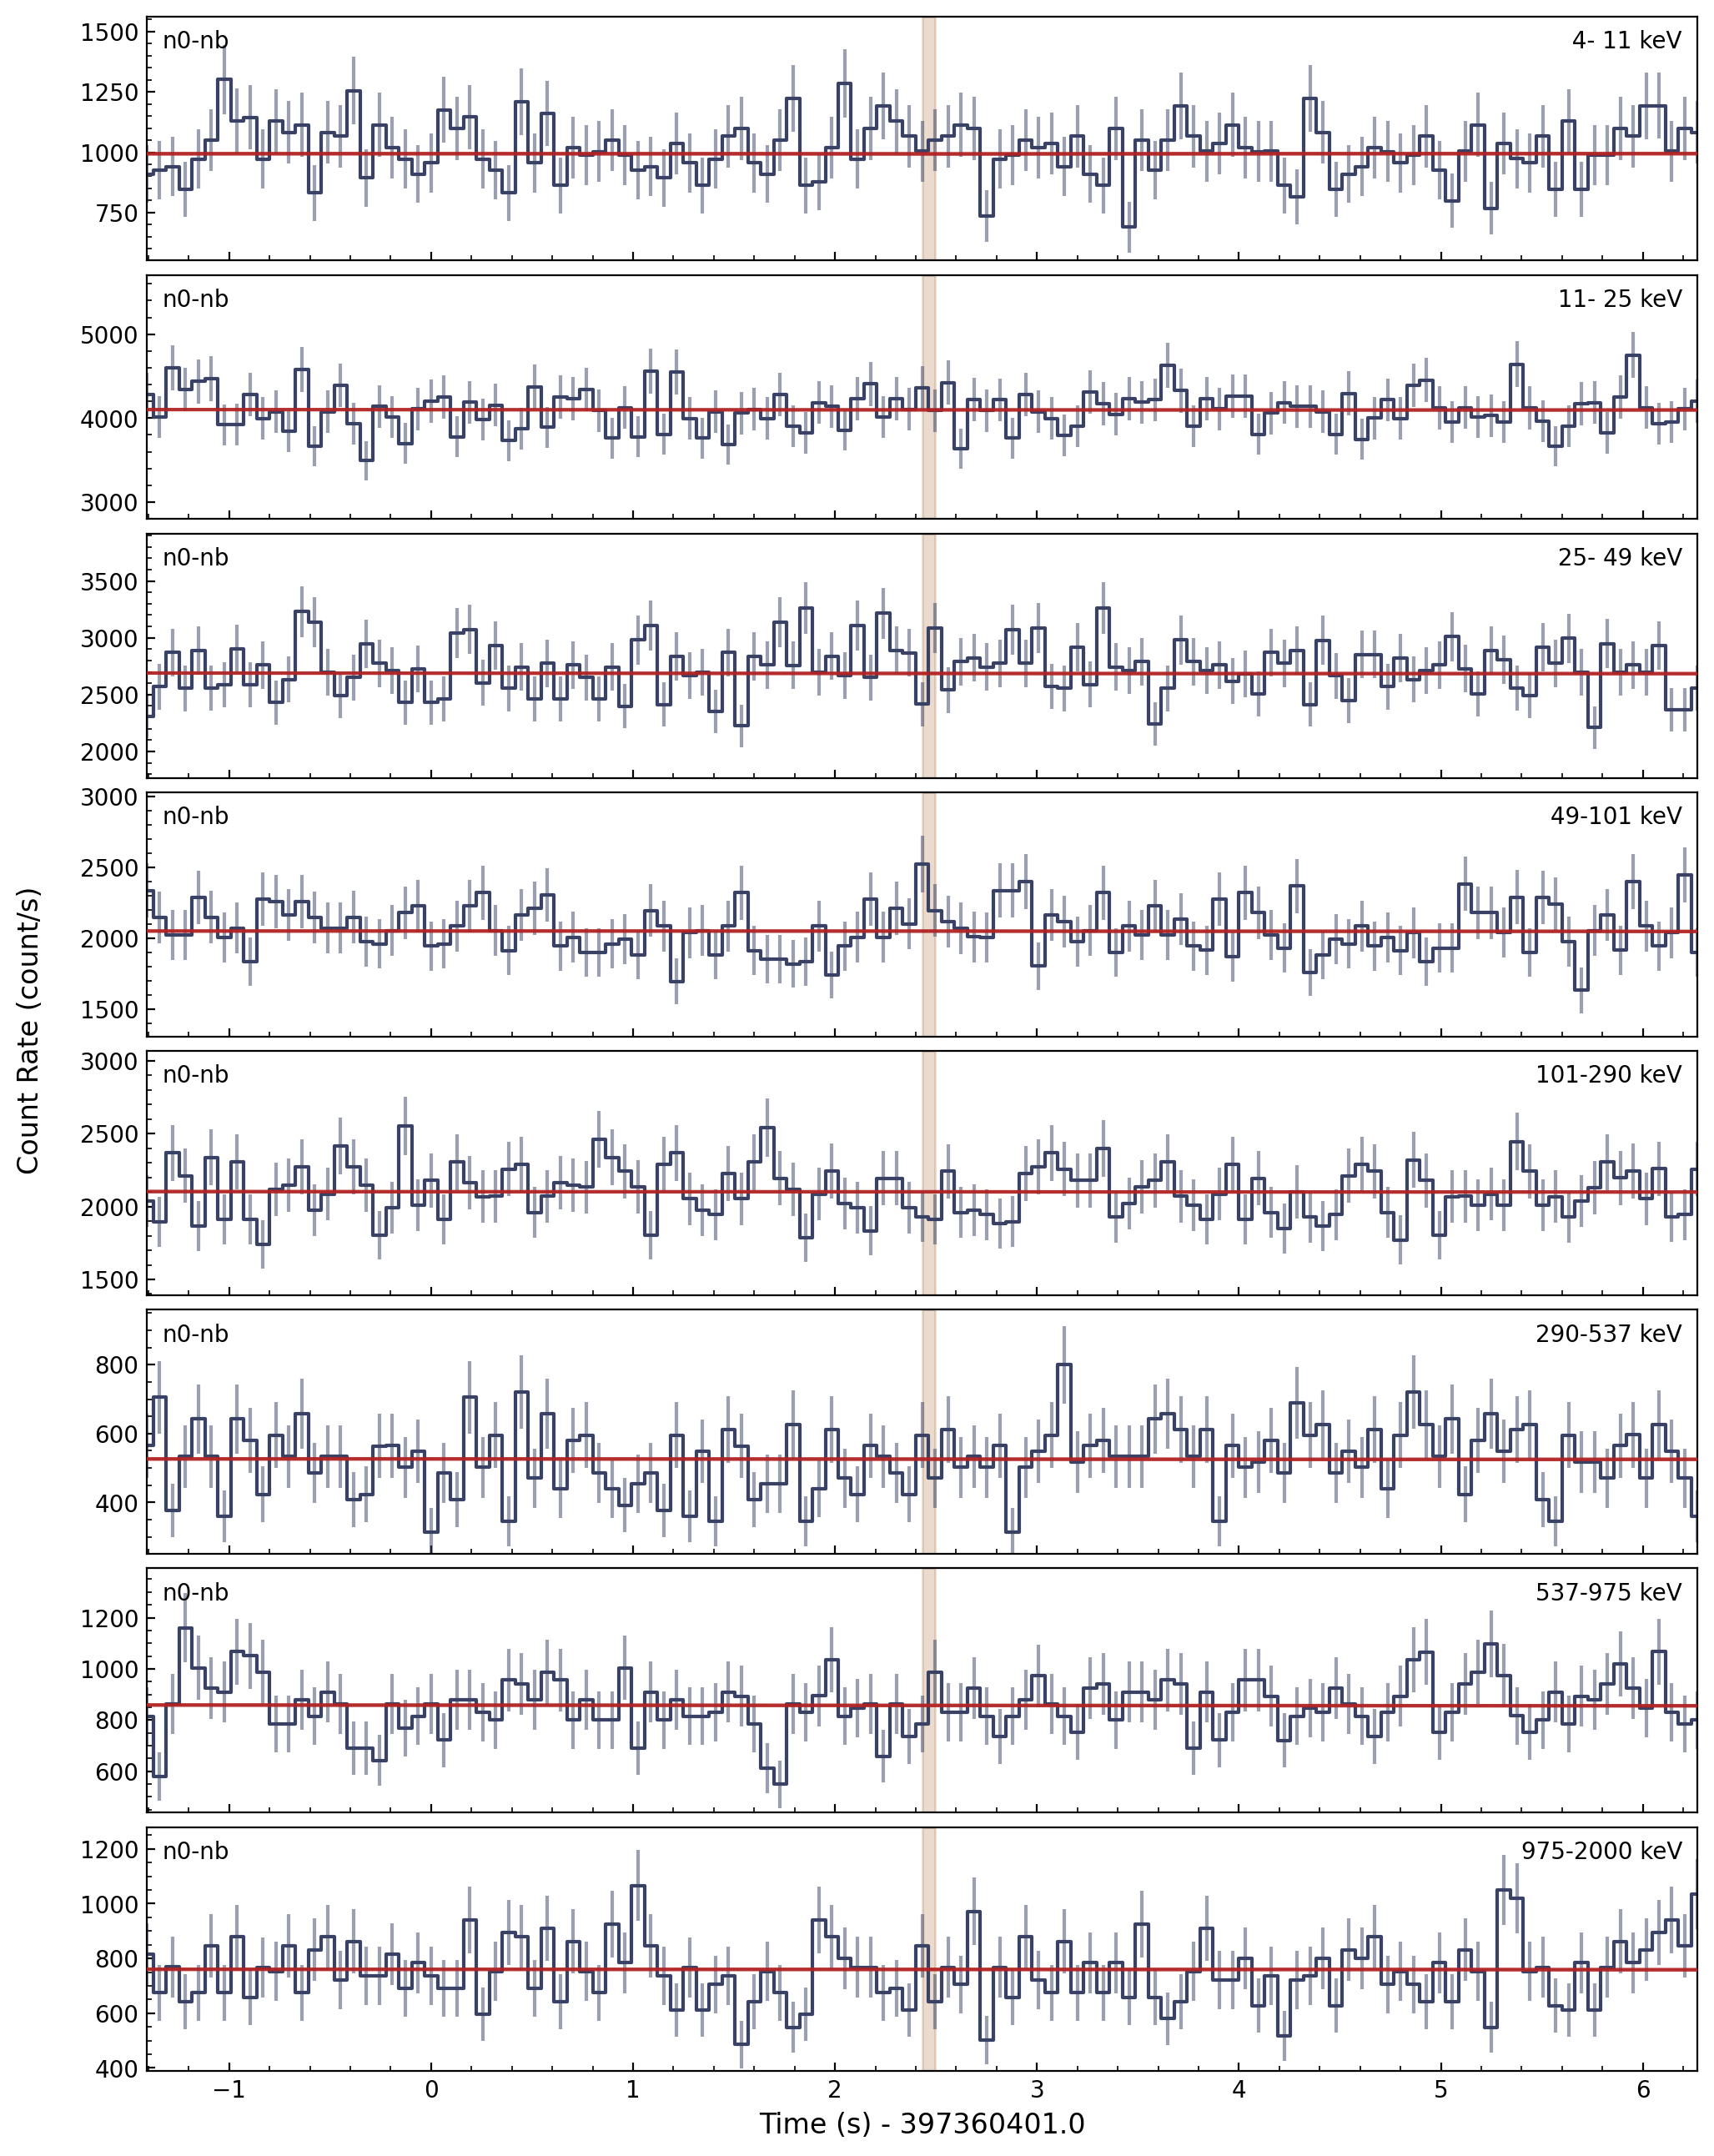 n0-nb 4- 11 keV
1500
1250
1000
750
n0-nb 11- 25 keV
5000
4000
3000
n0-nb 25- 49 keV
3500
3000
2500
2000
3000
n0-nb 49-101 keV
2500
2000
1500
3000
n0-nb 101-290 keV
2500
2000
1500
n0-nb 290-537 keV
800
600
400
n0-nb 537-975 keV
1200
1000
800
600
1200
n0-nb 975-2000 keV
1000
800
600
400
−1 0 1 2 3 4 5 6
Time (s) - 397360401.0
Count Rate (count/s)